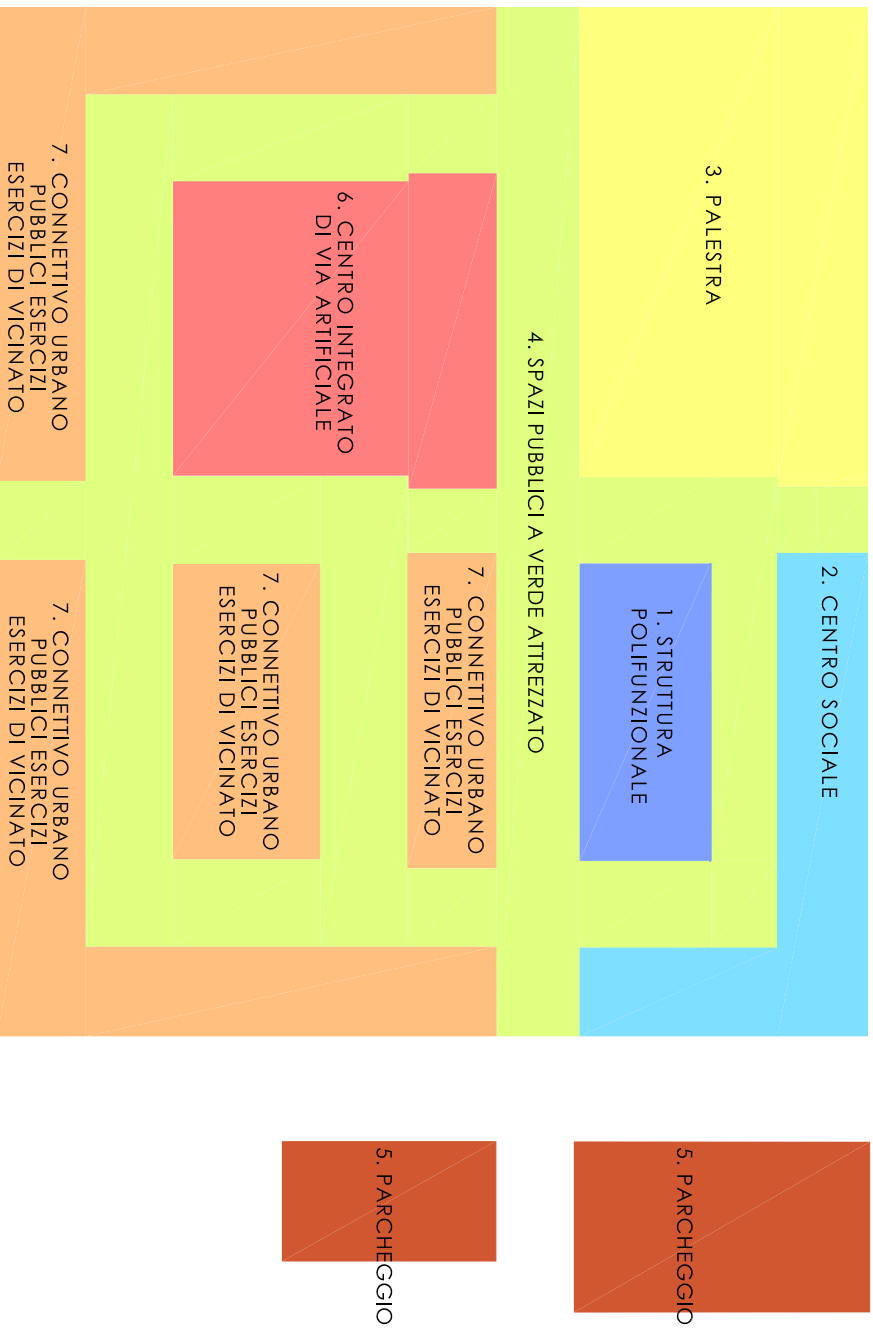 2. CENTRO SOCIALE
3. PALESTRA
1. STRUTTURA
POLIFUNZIONALE
5. PARCHEGGIO
4. SPAZI PUBBLICI A VERDE ATTREZZATO
7. CONNETTIVO URBANO
PUBBLICI ESERCIZI
ESERCIZI DI VICINATO
5. PARCHEGGIO
6. CENTRO INTEGRATO
DI VIA ARTIFICIALE
7. CONNETTIVO URBANO
PUBBLICI ESERCIZI
ESERCIZI DI VICINATO
7. CONNETTIVO URBANO
PUBBLICI ESERCIZI
ESERCIZI DI VICINATO
7. CONNETTIVO URBANO
PUBBLICI ESERCIZI
ESERCIZI DI VICINATO